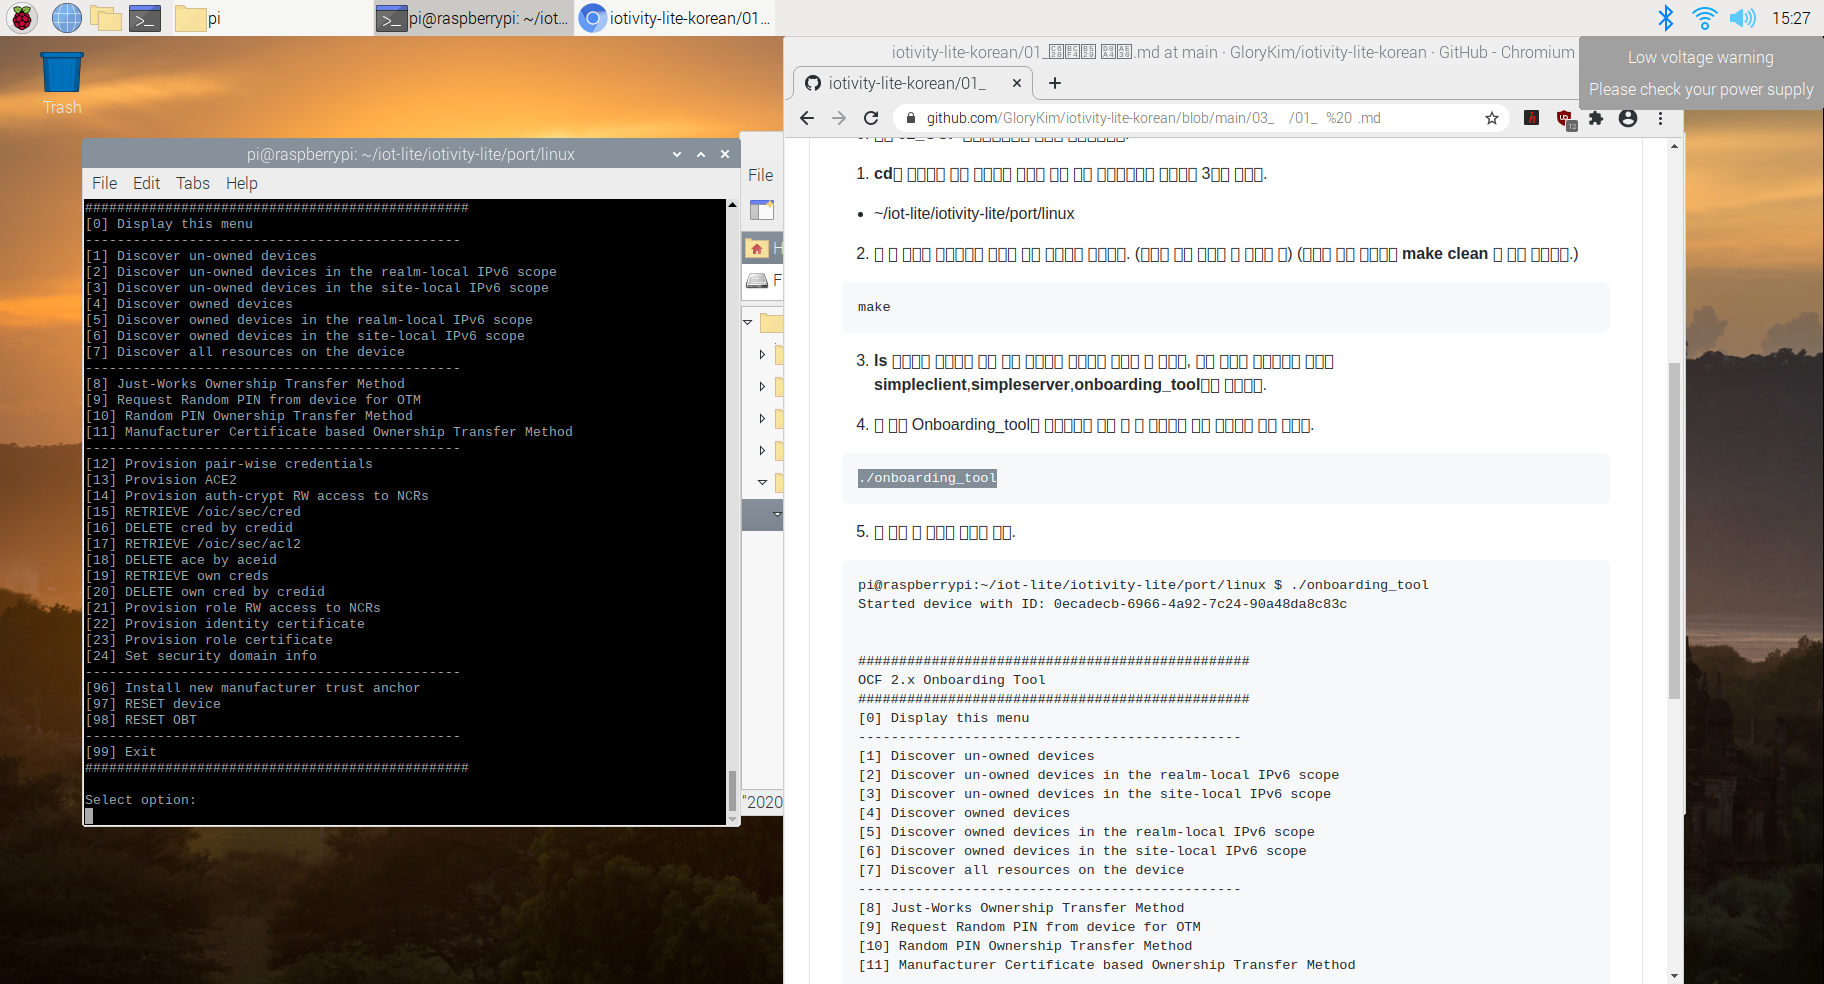 pi
pi@raspberrypi: ~/iot...
iotivity-lite-korean/01...
15:27
Trash
pi@raspberrypi: ~/iot-lite/iotivity-lite/port/linux
File Edit Tabs Help
################################################
[0] Display this menu
-----------------------------------------------
[1] Discover un-owned devices
[2] Discover un-owned devices in the realm-local IPv6 scope
[3] Discover un-owned devices in the site-local IPv6 scope
[4] Discover owned devices
[5] Discover owned devices in the realm-local IPv6 scope
[6] Discover owned devices in the site-local IPv6 scope
[7] Discover all resources on the device
-----------------------------------------------
[8] Just-Works Ownership Transfer Method
[9] Request Random PIN from device for OTM
[10] Random PIN Ownership Transfer Method
[11] Manufacturer Certificate based Ownership Transfer Method
-----------------------------------------------
[12] Provision pair-wise credentials
[13] Provision ACE2
[14] Provision auth-crypt RW access to NCRs
[15] RETRIEVE /oic/sec/cred
[16] DELETE cred by credid
[17] RETRIEVE /oic/sec/acl2
[18] DELETE ace by aceid
[19] RETRIEVE own creds
[20] DELETE own cred by credid
[21] Provision role RW access to NCRs
[22] Provision identity certificate
[23] Provision role certificate
[24] Set security domain info
-----------------------------------------------
[96] Install new manufacturer trust anchor
[97] RESET device
[98] RESET OBT
-----------------------------------------------
[99] Exit
################################################
Select option:
File
H
F
"2020
iotivity-lite-korean/01_ .md at main · GloryKim/iotivity-lite-korean · GitHub - Chromium
Low voltage warning
Please check your power supply
iotivity-lite-korean/01_
github.com/GloryKim/iotivity-lite-korean/blob/main/03_ /01_ %20 .md
12
1. cd 3 .
• ~/iot-lite/iotivity-lite/port/linux
2. . ( ) ( make clean .)
make
3. ls ,
simpleclient,simpleserver,onboarding_tool .
4. Onboarding_tool .
./onboarding_tool
5. .
pi@raspberrypi:~/iot-lite/iotivity-lite/port/linux $ ./onboarding_tool
Started device with ID: 0ecadecb-6966-4a92-7c24-90a48da8c83c
################################################
OCF 2.x Onboarding Tool
################################################
[0] Display this menu
-----------------------------------------------
[1] Discover un-owned devices
[2] Discover un-owned devices in the realm-local IPv6 scope
[3] Discover un-owned devices in the site-local IPv6 scope
[4] Discover owned devices
[5] Discover owned devices in the realm-local IPv6 scope
[6] Discover owned devices in the site-local IPv6 scope
[7] Discover all resources on the device
-----------------------------------------------
[8] Just-Works Ownership Transfer Method
[9] Request Random PIN from device for OTM
[10] Random PIN Ownership Transfer Method
[11] Manufacturer Certificate based Ownership Transfer Method